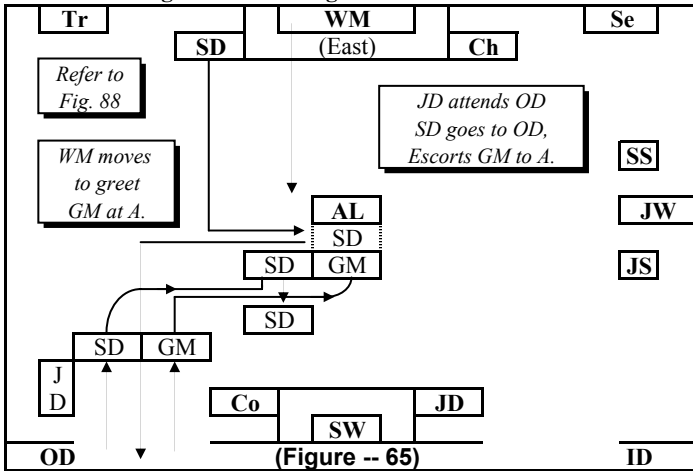 Tr WM Se
SD (East) Ch
Refer to
Fig. 88
JD attends OD
SD goes to OD,
Escorts GM to A.
WM moves
to greet
GM at A.
SS
AL JW
SD
SD GM JS
SD
SD GM
J
D
Co JD
SW
OD (Figure -- 65) ID